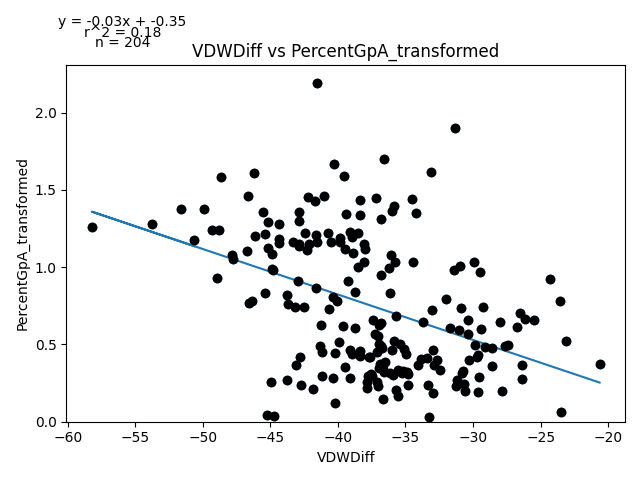 y = -0.03x + -0.35
r^2 = 0.18
n = 204
VDWDiff vs PercentGpA_transformed
PercentGpA_transformed
2.0
1.5
1.0
0.5
0.0
−60 −55 −50 −45 −40 −35 −30 −25 −20
VDWDiff